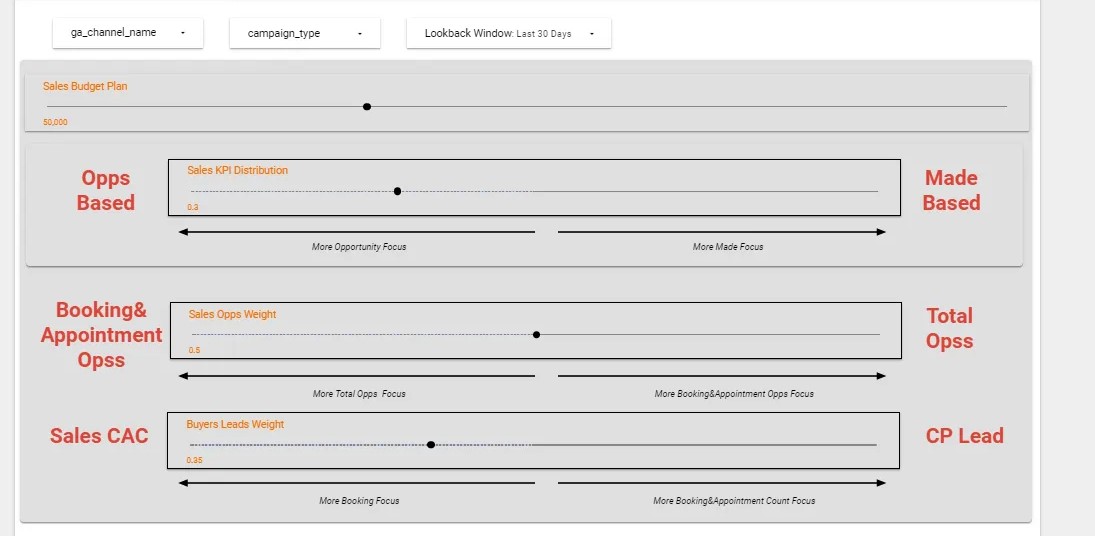 ga_channel_name
campaign_type
Lookback Window: Last 30 Days
Sales Budget Plan
50,000
Opps
Based
Sales KPI Distribution
0.3
Made
Based
More Opportunity Focus
More Made Focus
Booking&
Appointment
Opss
Sales Opps Weight
0.5
Total
Opss
More Total Opps Focus
More Booking&Appointment Opps Focus
Sales CAC
Buyers Leads Weight
0.35
CP Lead
More Booking Focus
More Booking&Appointment Count Focus